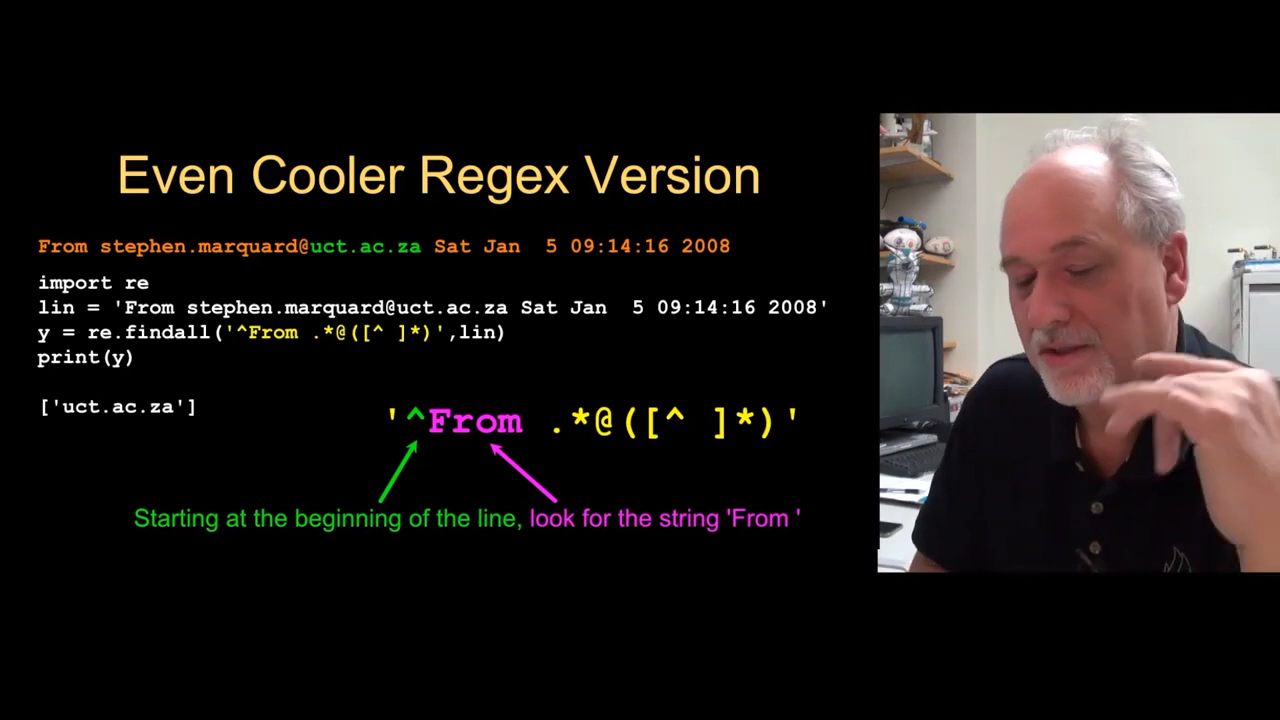 Even Cooler Regex Version
From stephen.marquard@uct.ac.za Sat Jan  5 09:14:16 2008
import re
lin = 'From stephen.marquard@uct.ac.za Sat Jan  5 09:14:16 2008'
y = re.findall('^From .*@([^ ]*)',lin)
print(y)
['uct.ac.za']
'^From .*@([^ ]*)'
Starting at the beginning of the line, look for the string 'From '